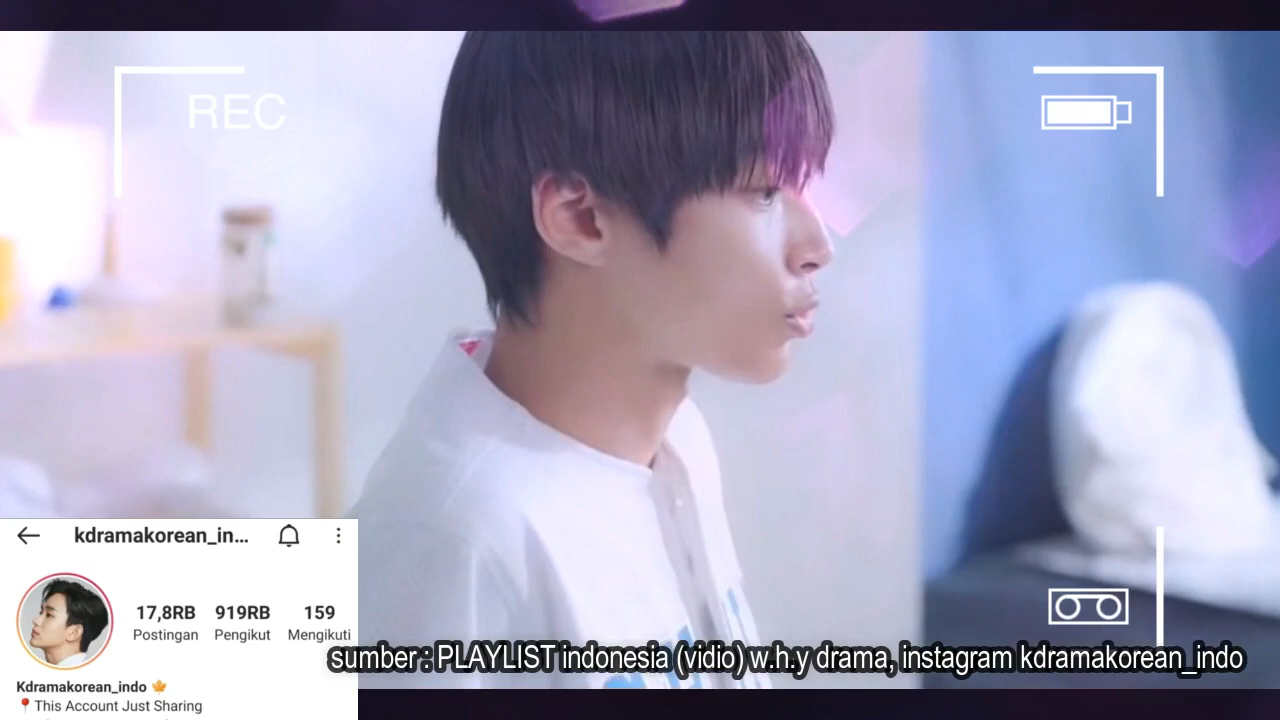 REC
kdramakorean_in...
17,8RB 919RB 159
Postingan Pengikut Mengikuti
sumber : PLAYLIST indonesia (vidio) w.h.y drama, instagram kdramakorean_indo
Kdramakorean_indo 🍁
📍This Account Just Sharing